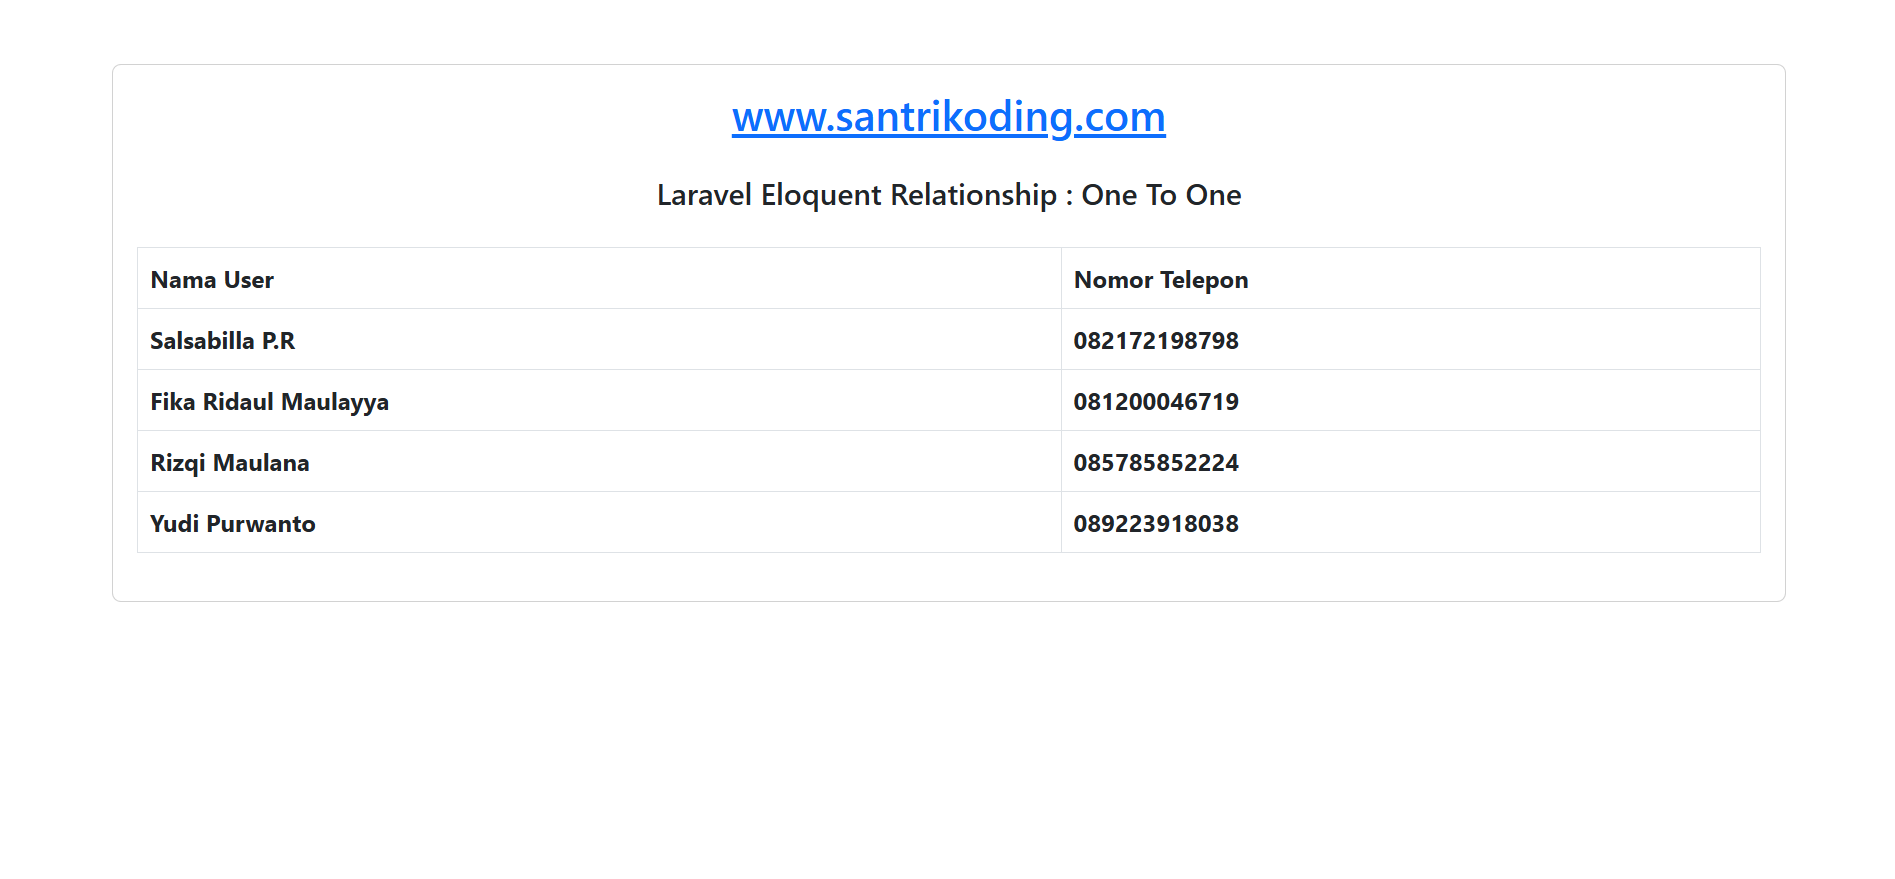 www.santrikoding.com
Laravel Eloquent Relationship : One To One
Nama User Nomor Telepon
Salsabilla P.R 082172198798
Fika Ridaul Maulayya 081200046719
Rizqi Maulana 085785852224
Yudi Purwanto 089223918038